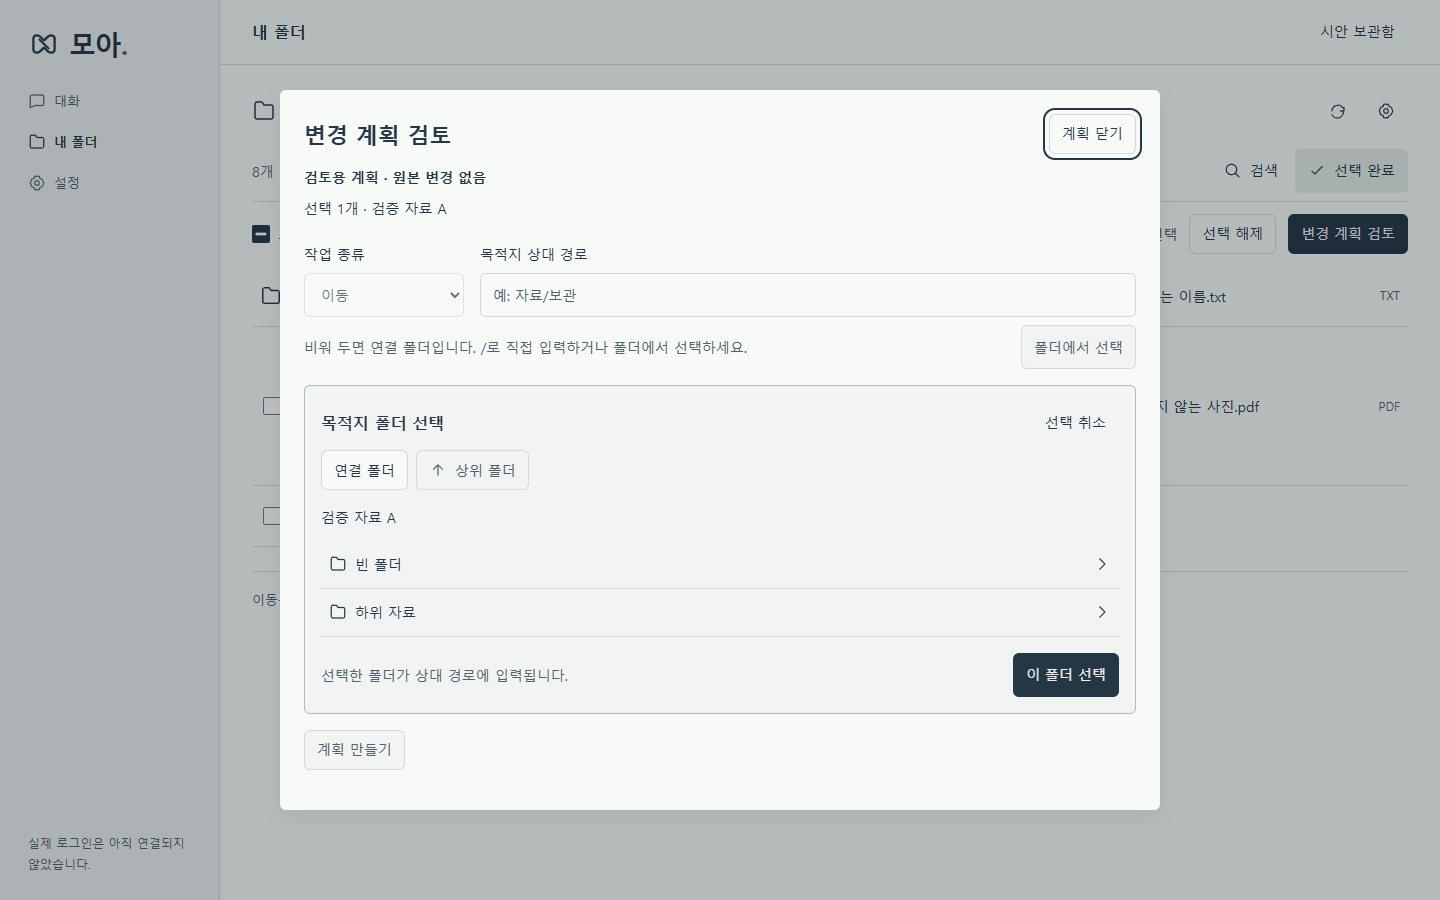 모아.
대화
내 폴더
설정
실제 로그인은 아직 연결되지
않았습니다.
내 폴더
시안 보관함
8개
검색
선택 완료
선택 해제
변경 계획 검토
는 이름.txt
TXT
지 않는 사진.pdf
PDF
이동
변경 계획 검토
계획 닫기
검토용 계획 · 원본 변경 없음
선택 1개 · 검증 자료 A
작업 종류
목적지 상대 경로
이동
예: 자료/보관
비워 두면 연결 폴더입니다. /로 직접 입력하거나 폴더에서 선택하세요.
폴더에서 선택
목적지 폴더 선택
선택 취소
연결 폴더
상위 폴더
검증 자료 A
빈 폴더
하위 자료
선택한 폴더가 상대 경로에 입력됩니다.
이 폴더 선택
계획 만들기